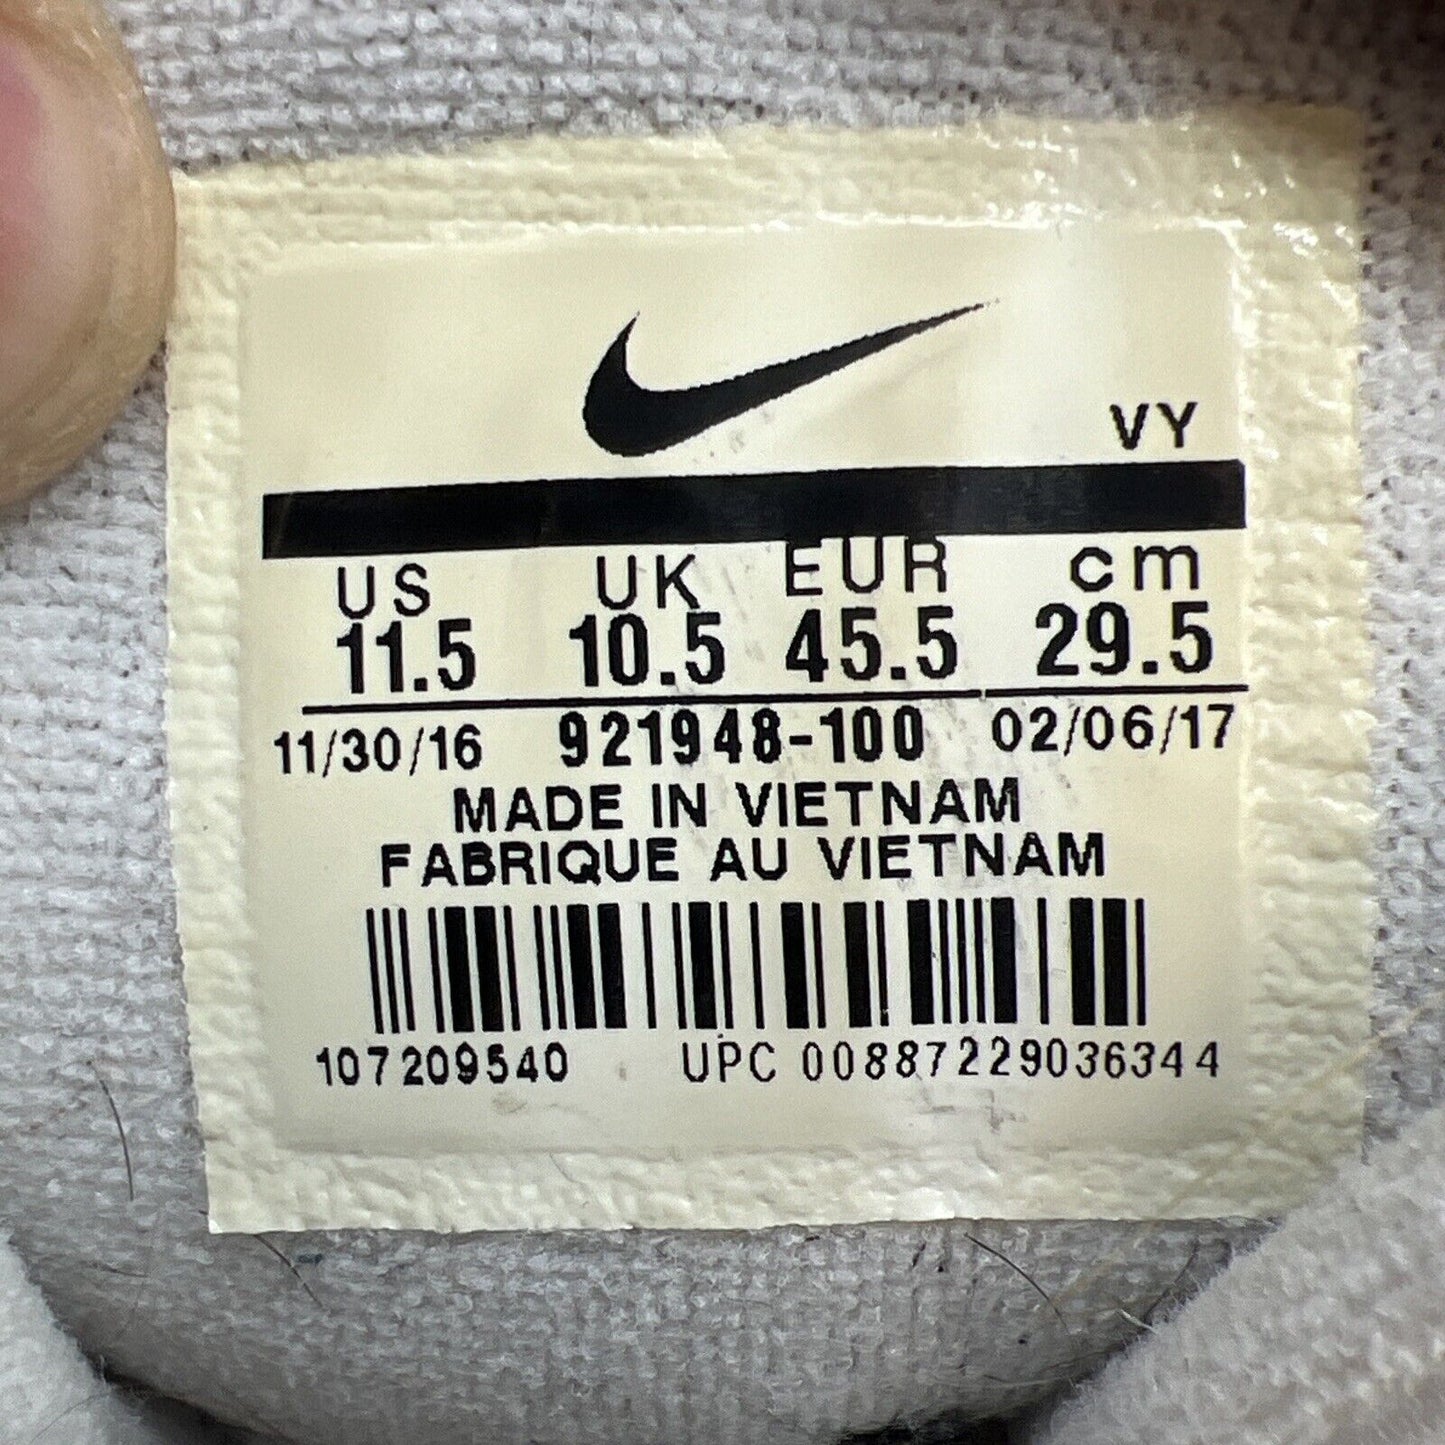 VY
US UK EUR cm
11.5 10.5 45.5 29.5
11/30/16 921948-100 02/06/17
MADE IN VIETNAM
FABRIQUE AU VIETNAM
107209540 UPC 00887229036344